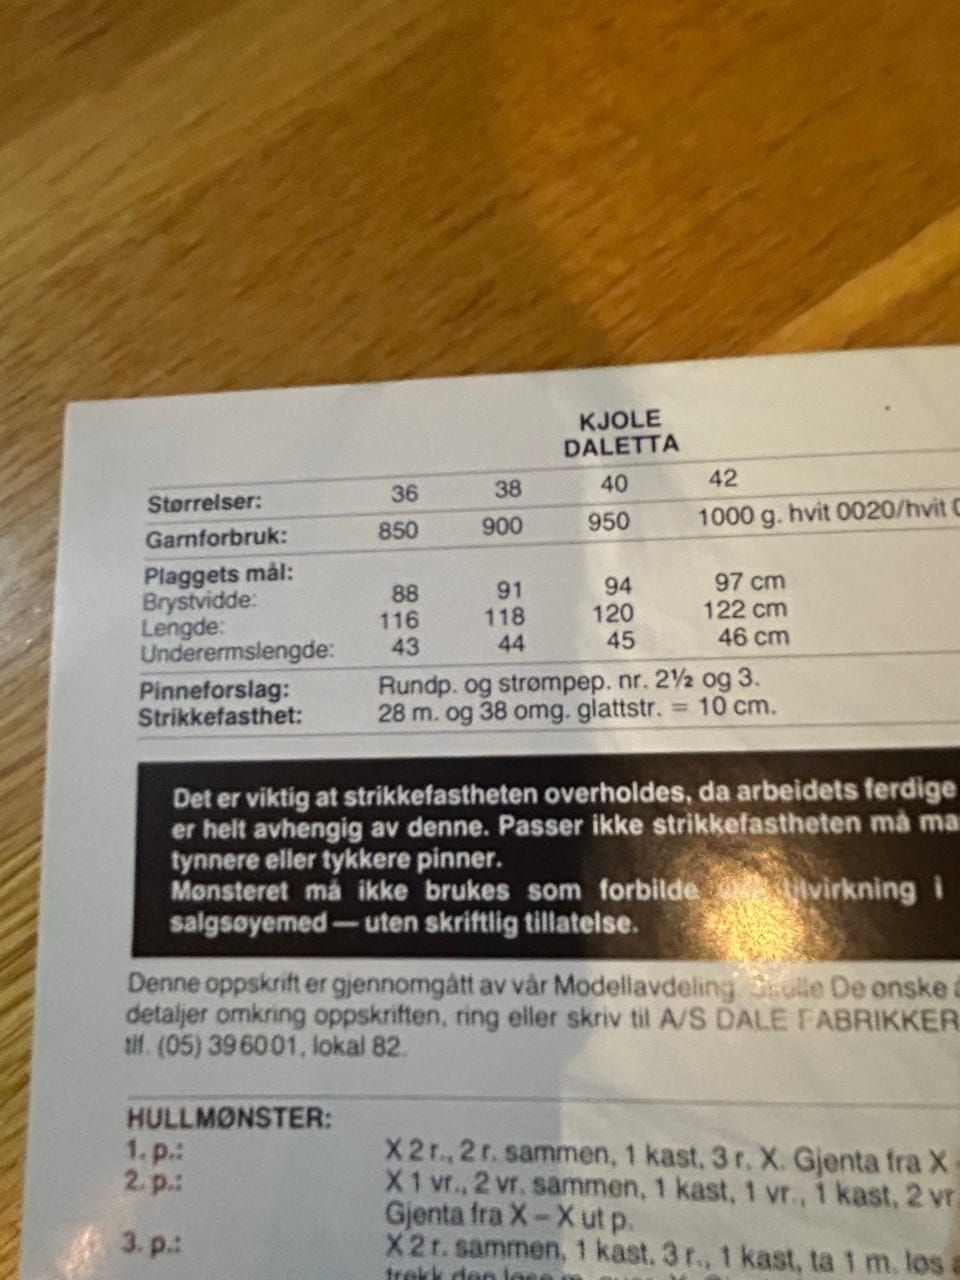 KJOLE
DALETTA
Størrelser: 36 38 40 42
Garnforbruk: 850 900 950 1000 g. hvit 0020/hvit
Plaggets mål:
Brystvidde: 88 91 94 97 cm
Lengde: 116 118 120 122 cm
Underermslengde: 43 44 45 46 cm
Pinneforslag: Rundp. og strømpep. nr. 2½ og 3.
Strikkefasthet: 28 m. og 38 omg. glattstr. = 10 cm.
Det er viktig at strikkefastheten overholdes, da arbeidets ferdige
er helt avhengig av denne. Passer ikke strikkefastheten må ma
tynnere eller tykkere pinner.
Mønsteret må ikke brukes som forbilde tilvirkning i
salgsøyemed — uten skriftlig tillatelse.
Denne oppskrift er gjennomgått av vår Modellavdeling Skulle De ønske
detaljer omkring oppskriften, ring eller skriv til A/S DALE FABRIKKER
tlf. (05) 396001, lokal 82.
HULLMØNSTER:
1. p.: X 2 r., 2 r. sammen, 1 kast, 3 r. X. Gjenta fra X
2. p.: X 1 vr., 2 vr. sammen, 1 kast, 1 vr., 1 kast, 2 vr
Gjenta fra X – X ut p.
3. p.: X 2 r. sammen, 1 kast, 3 r., 1 kast, ta 1 m. løs
trekk den løse m.